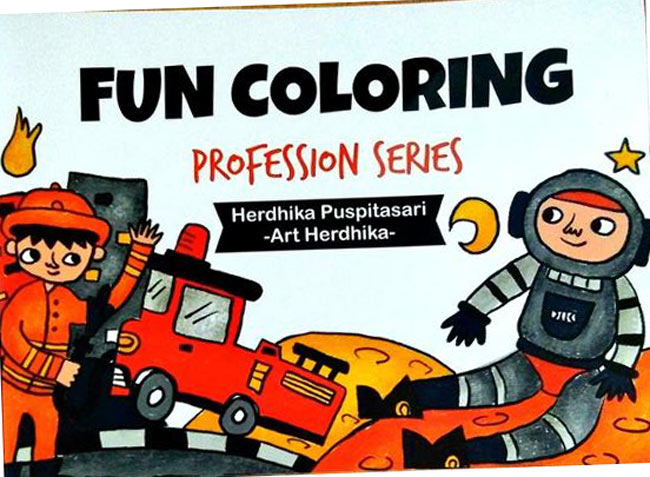 FUN COLORING
PROFESSION SERIES
Herdhika Puspitasari
-Art Herdhika-